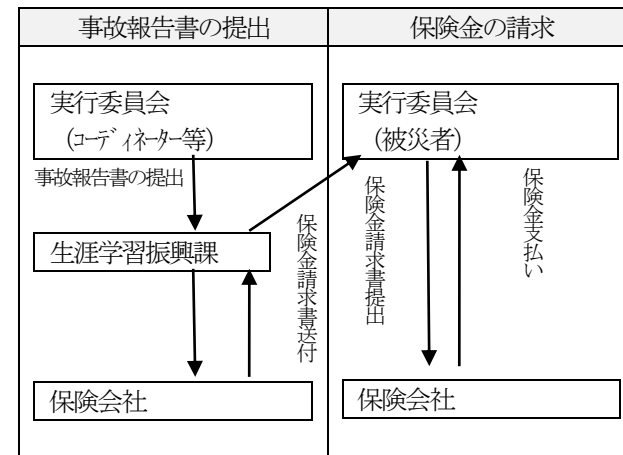 事故報告書の提出
保険金の請求
実行委員会
(ｺｰﾃﾞｨﾈｰﾀｰ等)
事故報告書の提出
生涯学習振興課
保険金請求書送付
保険会社
実行委員会
(被災者)
保険金請求書提出
保険金支払い
保険会社